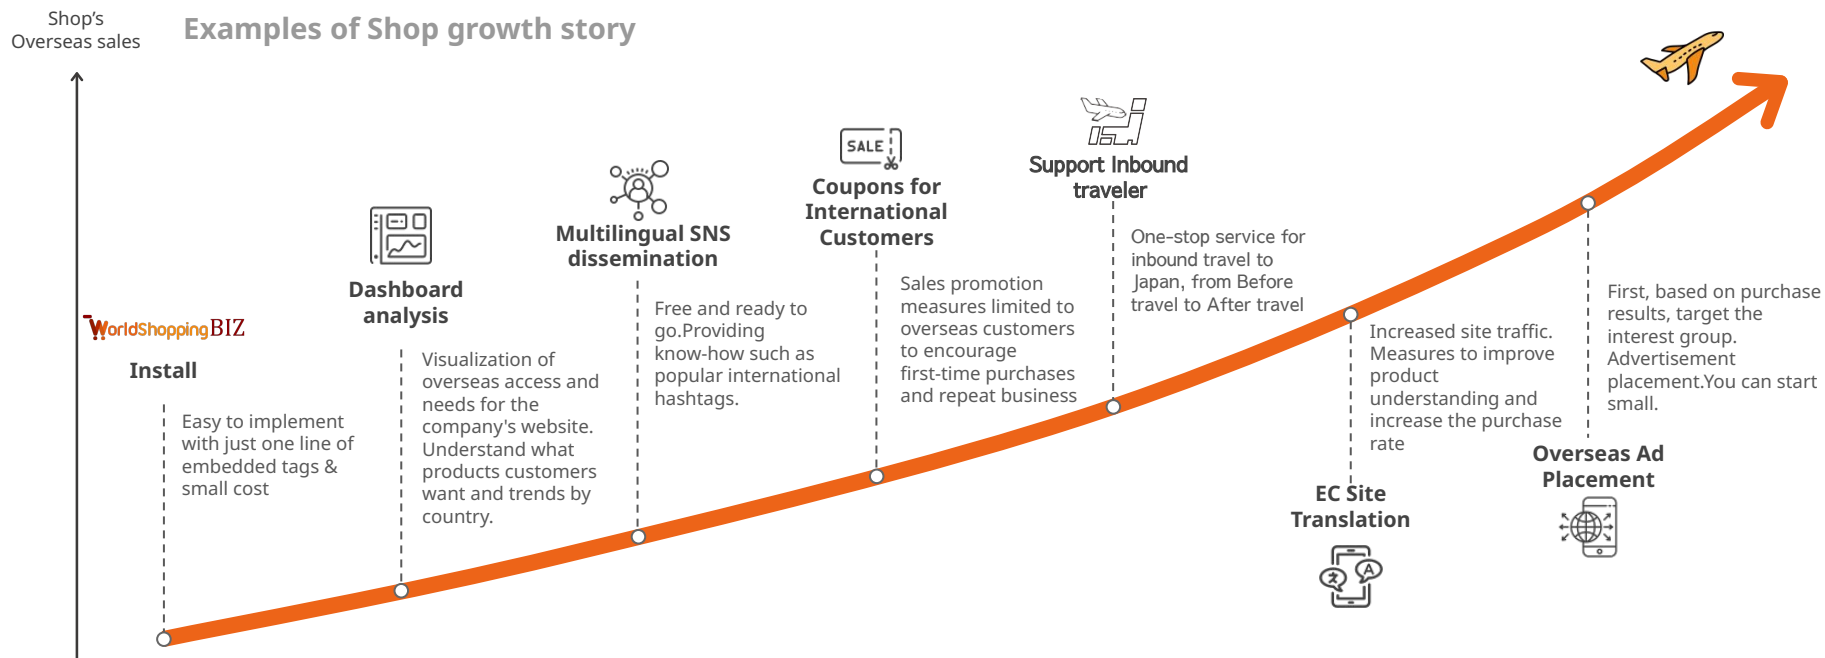 Shop's
Overseas sales
Examples of Shop growth story
WorldShoppingBIZ
Install
Easy to implement
with just one line of
embedded tags &
small cost
Dashboard
analysis
Visualization of
overseas access and
needs for the
company's website.
Understand what
products customers
want and trends by
country.
Multilingual SNS
dissemination
Free and ready to
go.Providing
know-how such as
popular international
hashtags.
SALE
Coupons for
International
Customers
Sales promotion
measures limited to
overseas customers
to encourage
first-time purchases
and repeat business
Support Inbound
traveler
One-stop service for
inbound travel to
Japan, from Before
travel to After travel
Increased site traffic.
Measures to improve
product
understanding and
increase the purchase
rate
EC Site
Translation
文 A
First, based on purchase
results, target the
interest group.
Advertisement
placement.You can start
small.
Overseas Ad
Placement